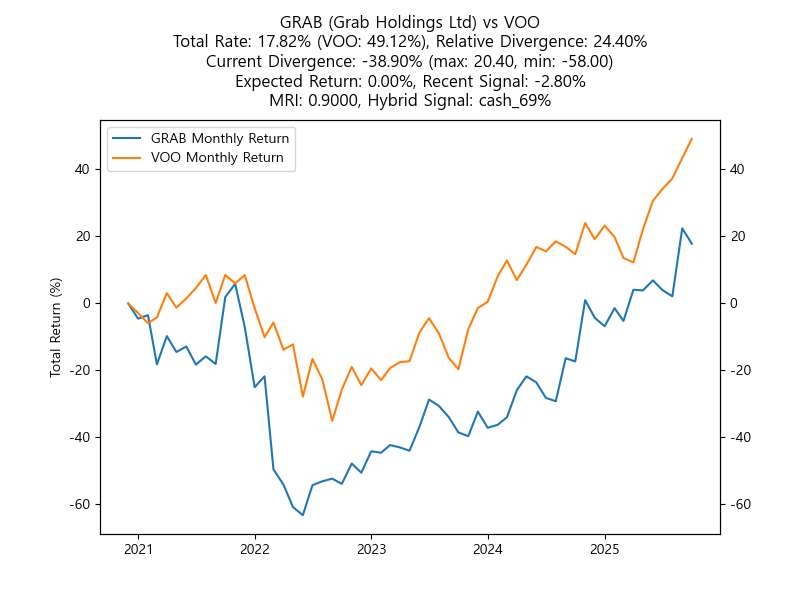 GRAB (Grab Holdings Ltd) vs VOO
Total Rate: 17.82% (VOO: 49.12%), Relative Divergence: 24.40%
Current Divergence: -38.90% (max: 20.40, min: -58.00)
Expected Return: 0.00%, Recent Signal: -2.80%
MRI: 0.9000, Hybrid Signal: cash_69%
GRAB Monthly Return
VOO Monthly Return
Total Return (%)
40
20
0
-20
-40
-60
40
20
0
-20
-40
-60
2021
2022
2023
2024
2025